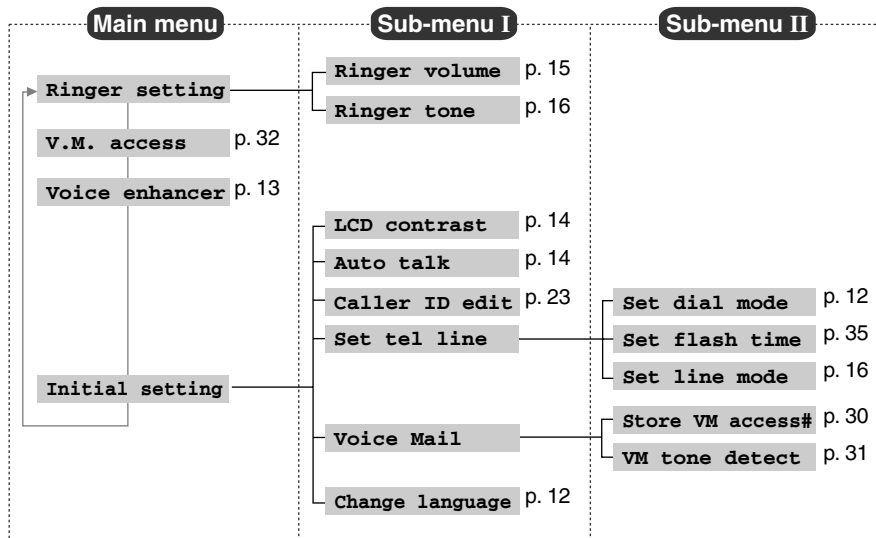 Main menu
Sub-menu I
Sub-menu II
Ringer setting
Ringer volume p. 15
Ringer tone p. 16
V.M. access p. 32
Voice enhancer p. 13
Initial setting
LCD contrast p. 14
Auto talk p. 14
Caller ID edit p. 23
Set tel line
Set dial mode p. 12
Set flash time p. 35
Set line mode p. 16
Voice Mail
Store VM access# p. 30
VM tone detect p. 31
Change language p. 12